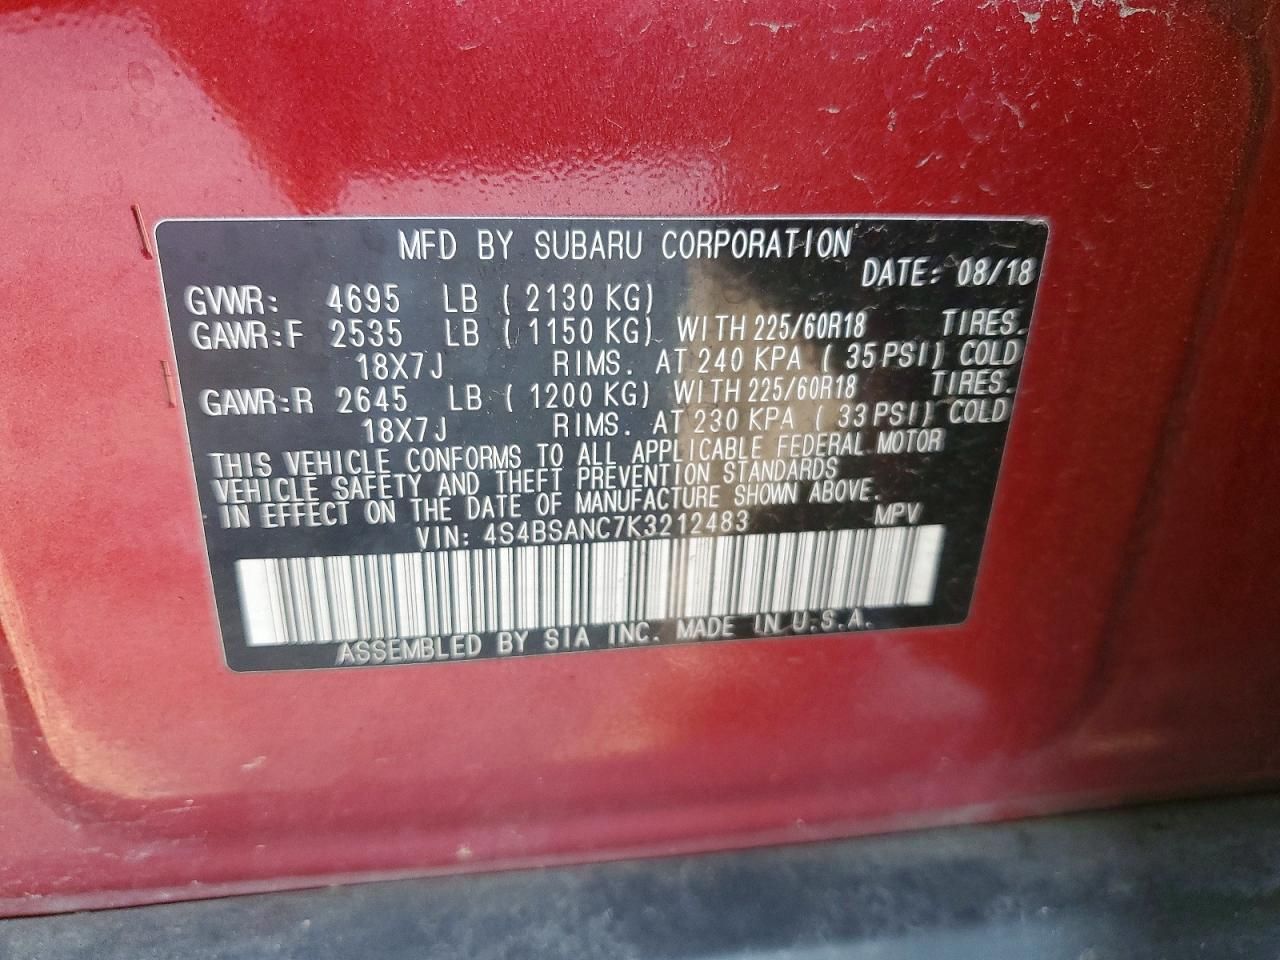 MFD BY SUBARU CORPORATION
DATE: 08/18
GVWR: 4695 LB ( 2130 KG)
GAWR:F 2535 LB ( 1150 KG) WITH 225/60R18 TIRES.
18X7J RIMS. AT 240 KPA ( 35 PSI) COLD
GAWR:R 2645 LB ( 1200 KG) WITH 225/60R18 TIRES.
18X7J RIMS. AT 230 KPA ( 33 PSI) COLD
THIS VEHICLE CONFORMS TO ALL APPLICABLE FEDERAL MOTOR
VEHICLE SAFETY AND THEFT PREVENTION STANDARDS
IN EFFECT ON THE DATE OF MANUFACTURE SHOWN ABOVE.
VIN: 4S4BSANC7K3212483 MPV
ASSEMBLED BY SIA INC. MADE IN U.S.A.